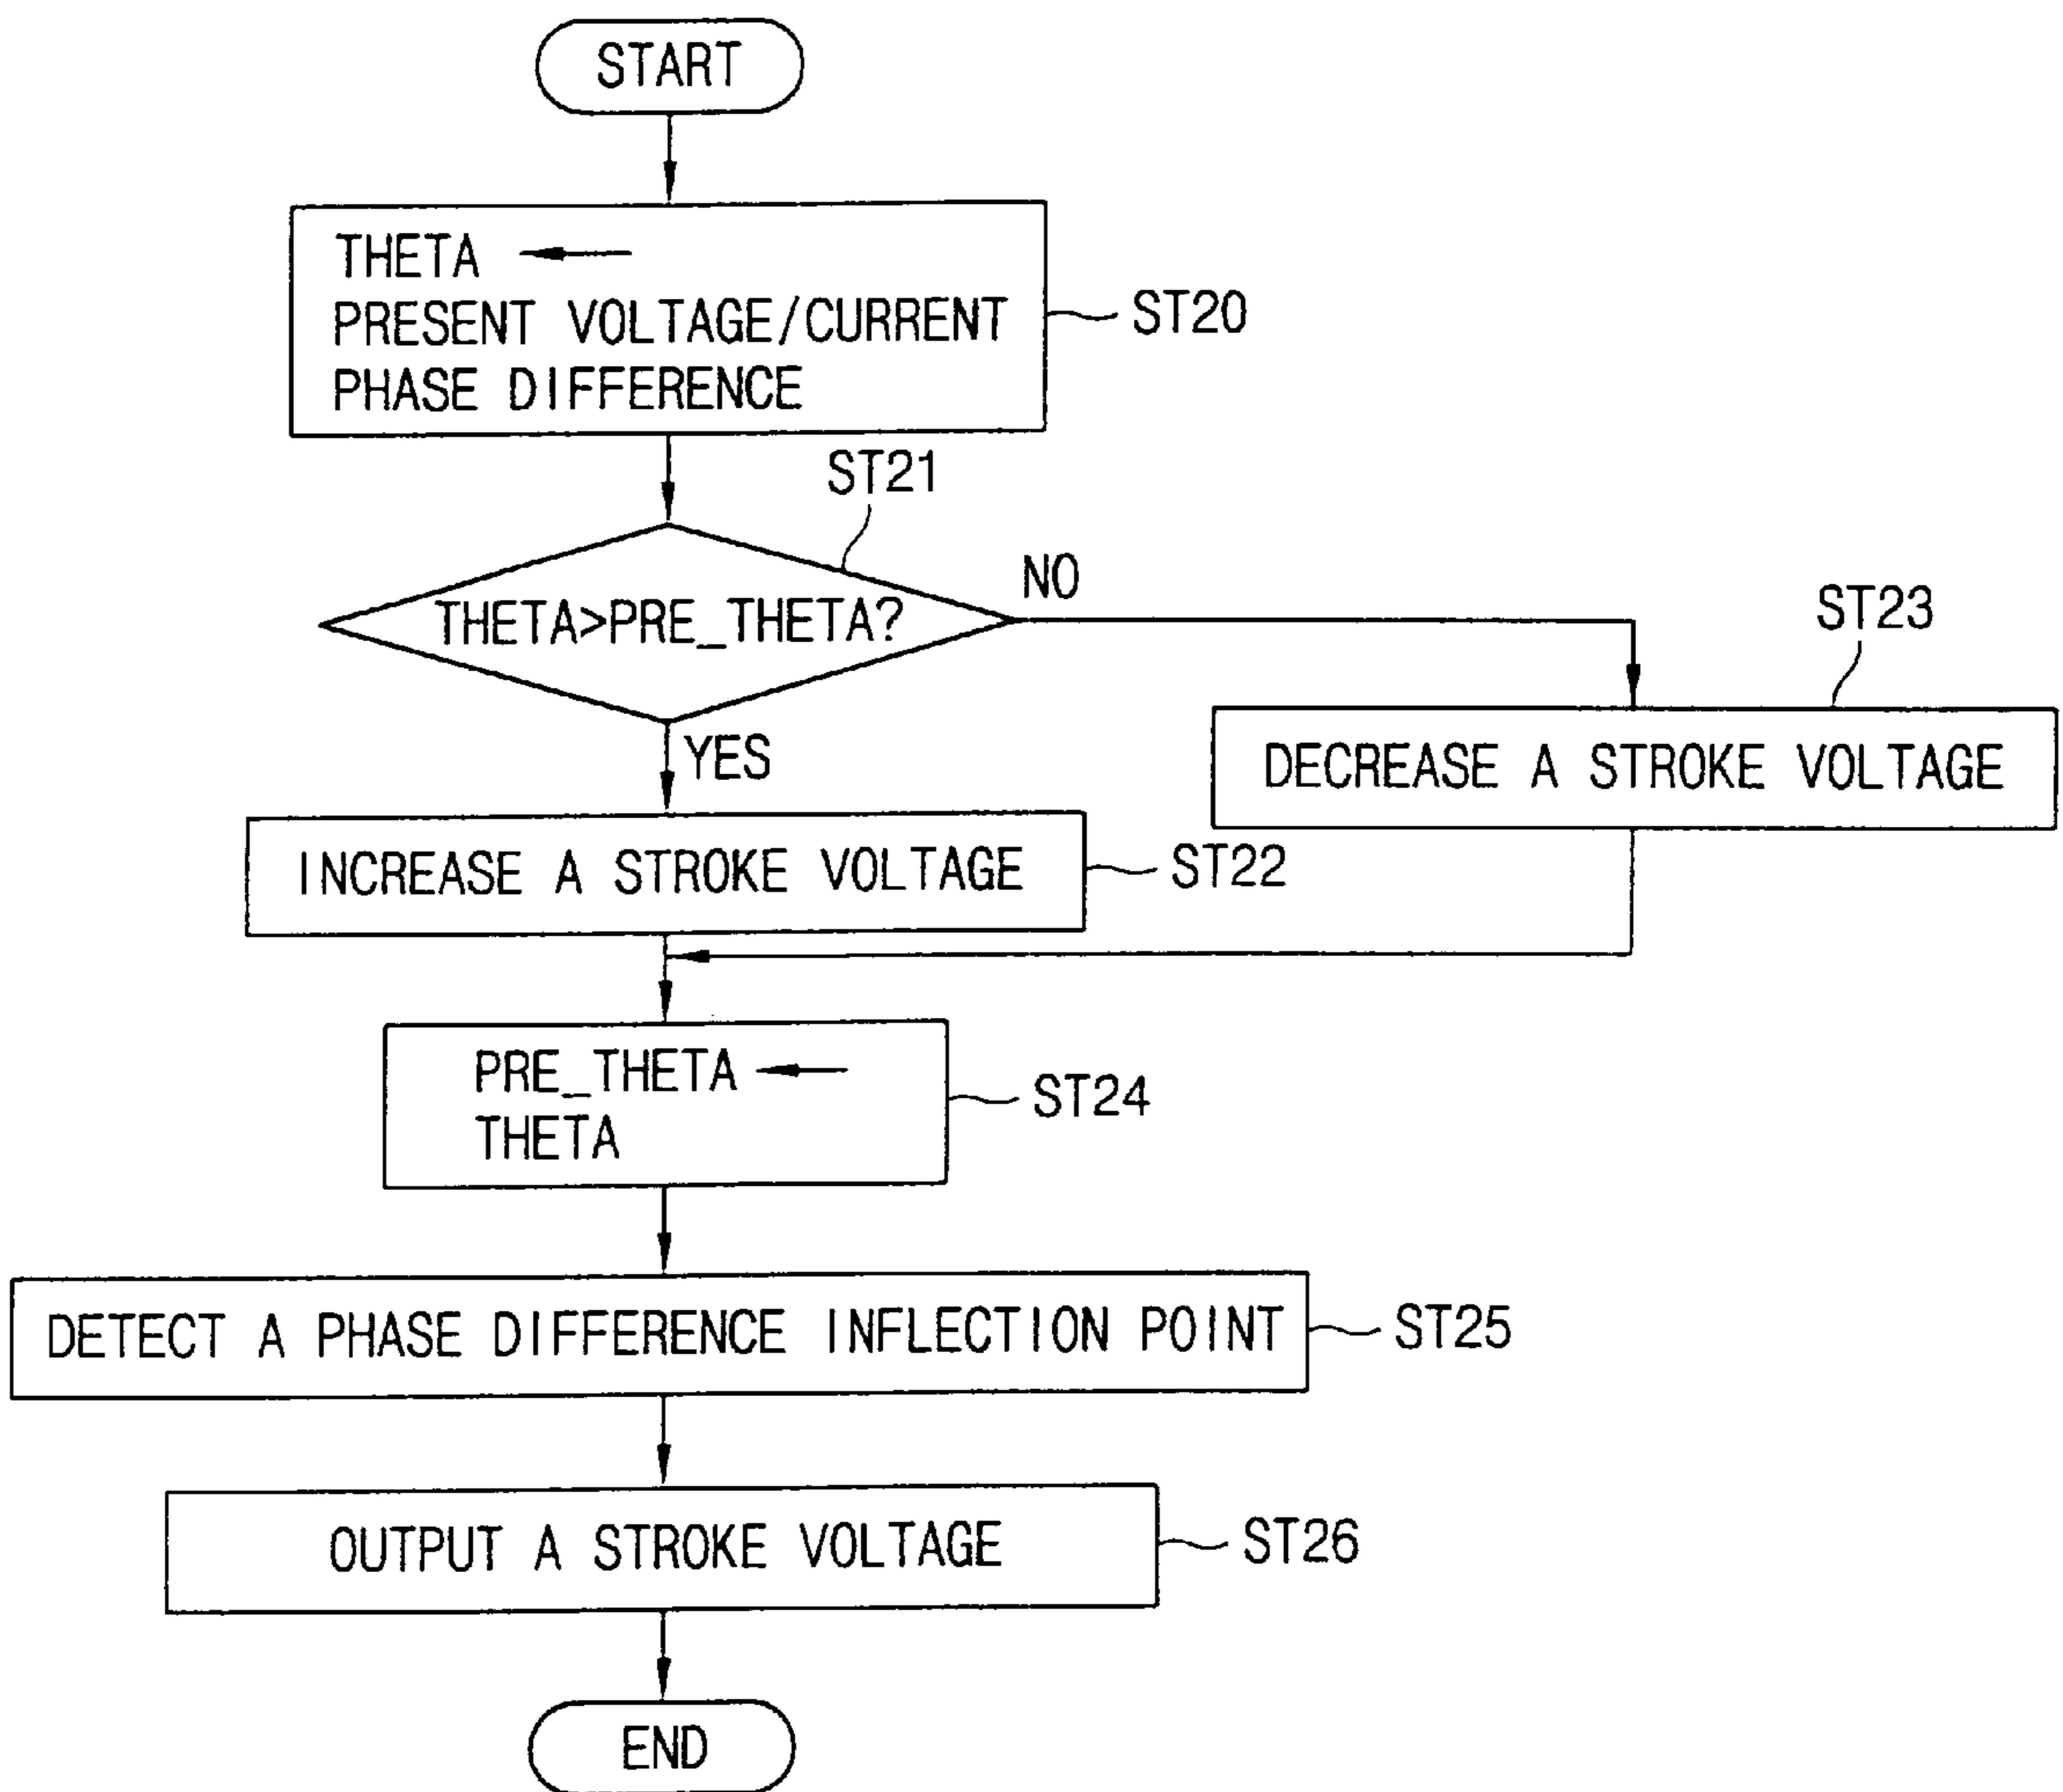 START
THETA ←
PRESENT VOLTAGE/CURRENT
PHASE DIFFERENCE
ST20
ST21
THETA>PRE_THETA?
NO
ST23
DECREASE A STROKE VOLTAGE
YES
INCREASE A STROKE VOLTAGE
ST22
PRE_THETA ←
THETA
ST24
DETECT A PHASE DIFFERENCE INFLECTION POINT
ST25
OUTPUT A STROKE VOLTAGE
ST26
END